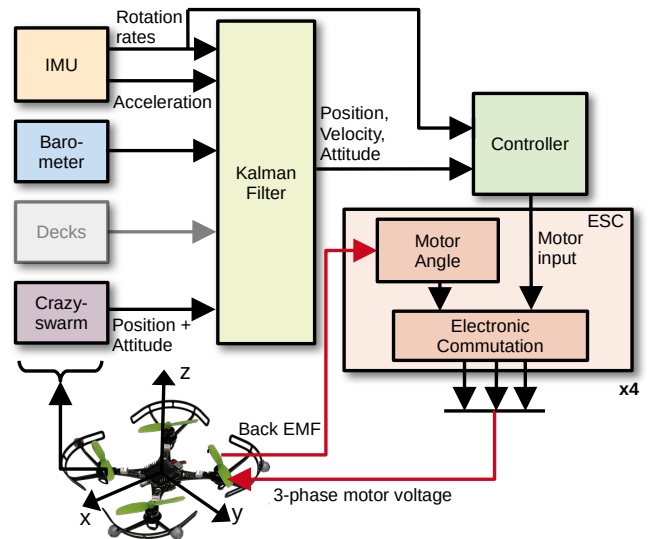 Rotation
rates
IMU
Acceleration
Baro-
meter
Decks
Crazy-
swarm
Position +
Attitude
Kalman
Filter
Position,
Velocity,
Attitude
Controller
ESC
Motor
Angle
Motor
input
Electronic
Commutation
x4
Back EMF
3-phase motor voltage
z
x
y